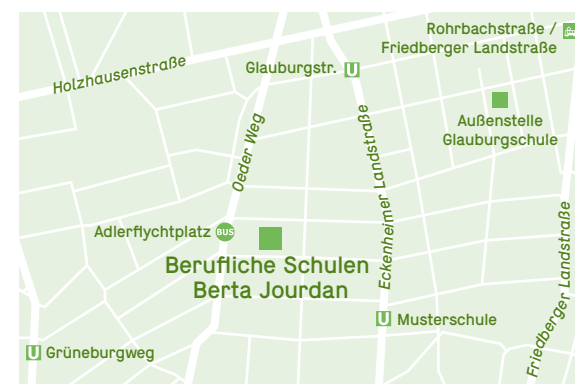 Rohrbachstraße /
Friedberger Landstraße
Holzhausenstraße
Glauburgstr. U
Außenstelle
Glauburgschule
Oeder Weg
Eckenheimer Landstraße
Adlerflychtplatz BUS
Berufliche Schulen
Berta Jourdan
Friedberger Landstraße
U Musterschule
U Grüneburgweg